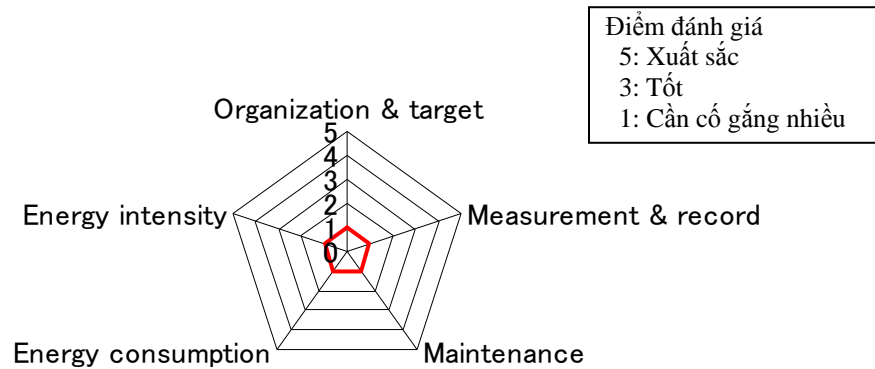 Điểm đánh giá
5: Xuất sắc
3: Tốt
1: Cần cố gắng nhiều
Organization & target
5
4
3
2
1
0
Energy intensity
Measurement & record
Energy consumption
Maintenance